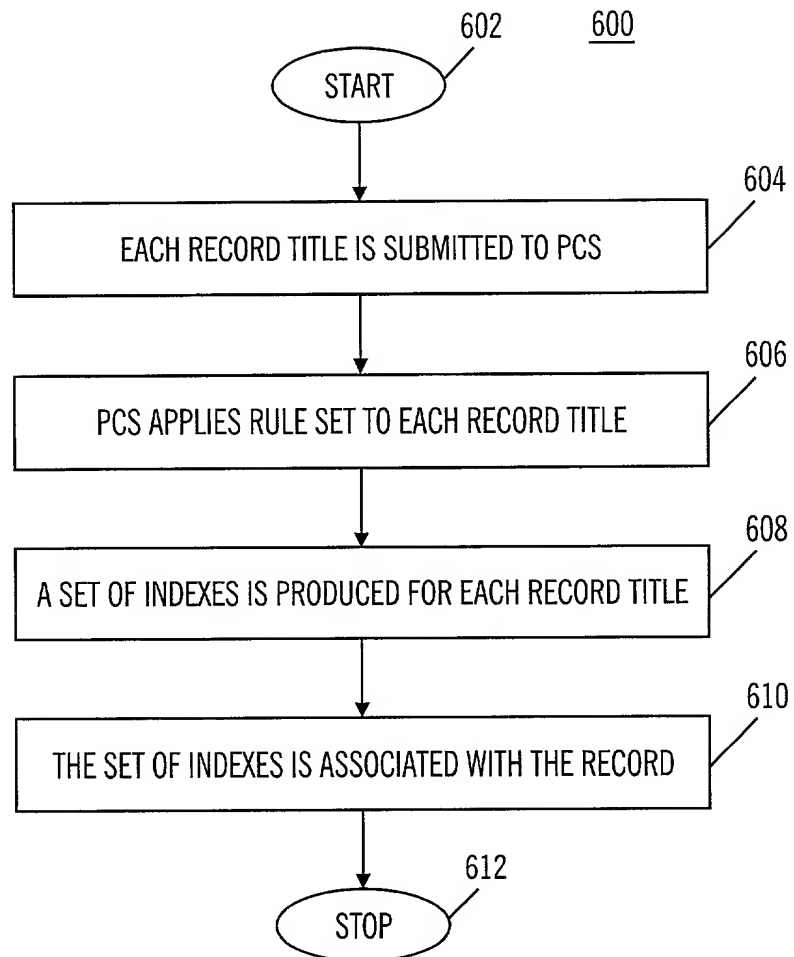 602
600
START
604
EACH RECORD TITLE IS SUBMITTED TO PCS
606
PCS APPLIES RULE SET TO EACH RECORD TITLE
608
A SET OF INDEXES IS PRODUCED FOR EACH RECORD TITLE
610
THE SET OF INDEXES IS ASSOCIATED WITH THE RECORD
612
STOP